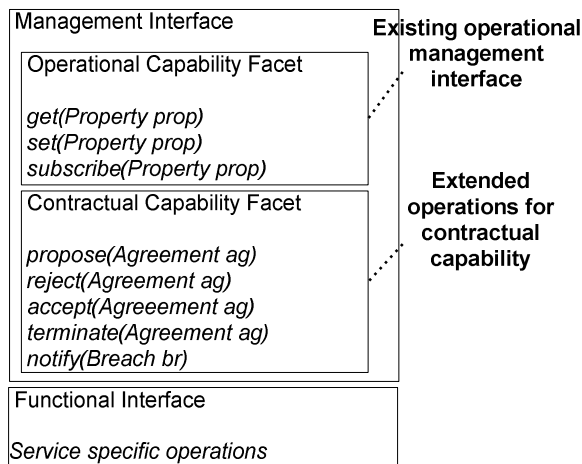 Management Interface
Operational Capability Facet
get(Property prop)
set(Property prop)
subscribe(Property prop)
Contractual Capability Facet
propose(Agreement ag)
reject(Agreement ag)
accept(Agreeement ag)
terminate(Agreement ag)
notify(Breach br)
Functional Interface
Service specific operations
Existing operational
management
interface
Extended
operations for
contractual
capability